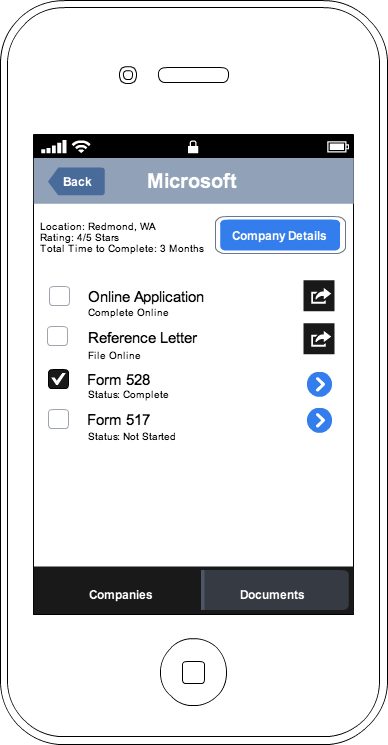 Back
Microsoft
Location: Redmond, WA
Rating: 4/5 Stars
Total Time to Complete: 3 Months
Company Details
Online Application
Complete Online
Reference Letter
File Online
Form 528
Status: Complete
Form 517
Status: Not Started
Companies
Documents